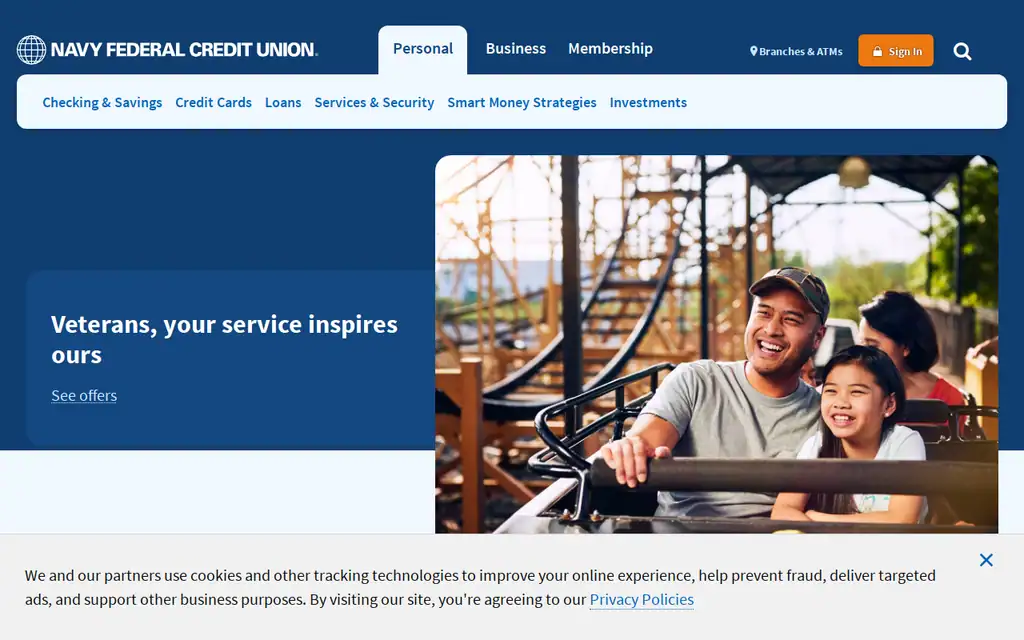 NAVY FEDERAL CREDIT UNION.
Personal
Business
Membership
Branches & ATMs
Sign In
Checking & Savings
Credit Cards
Loans
Services & Security
Smart Money Strategies
Investments
Veterans, your service inspires
ours
See offers
We and our partners use cookies and other tracking technologies to improve your online experience, help prevent fraud, deliver targeted
ads, and support other business purposes. By visiting our site, you're agreeing to our Privacy Policies